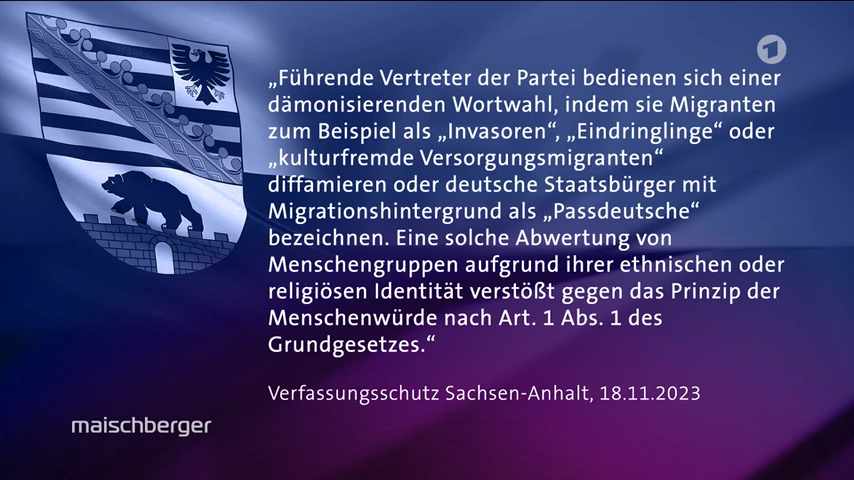 „Führende Vertreter der Partei bedienen sich einer
dämonisierenden Wortwahl, indem sie Migranten
zum Beispiel als „Invasoren“, „Eindringlinge“ oder
„kulturfremde Versorgungsmigranten“
diffamieren oder deutsche Staatsbürger mit
Migrationshintergrund als „Passdeutsche“
bezeichnen. Eine solche Abwertung von
Menschengruppen aufgrund ihrer ethnischen oder
religiösen Identität verstößt gegen das Prinzip der
Menschenwürde nach Art. 1 Abs. 1 des
Grundgesetzes.“
Verfassungsschutz Sachsen-Anhalt, 18.11.2023
maischberger
1